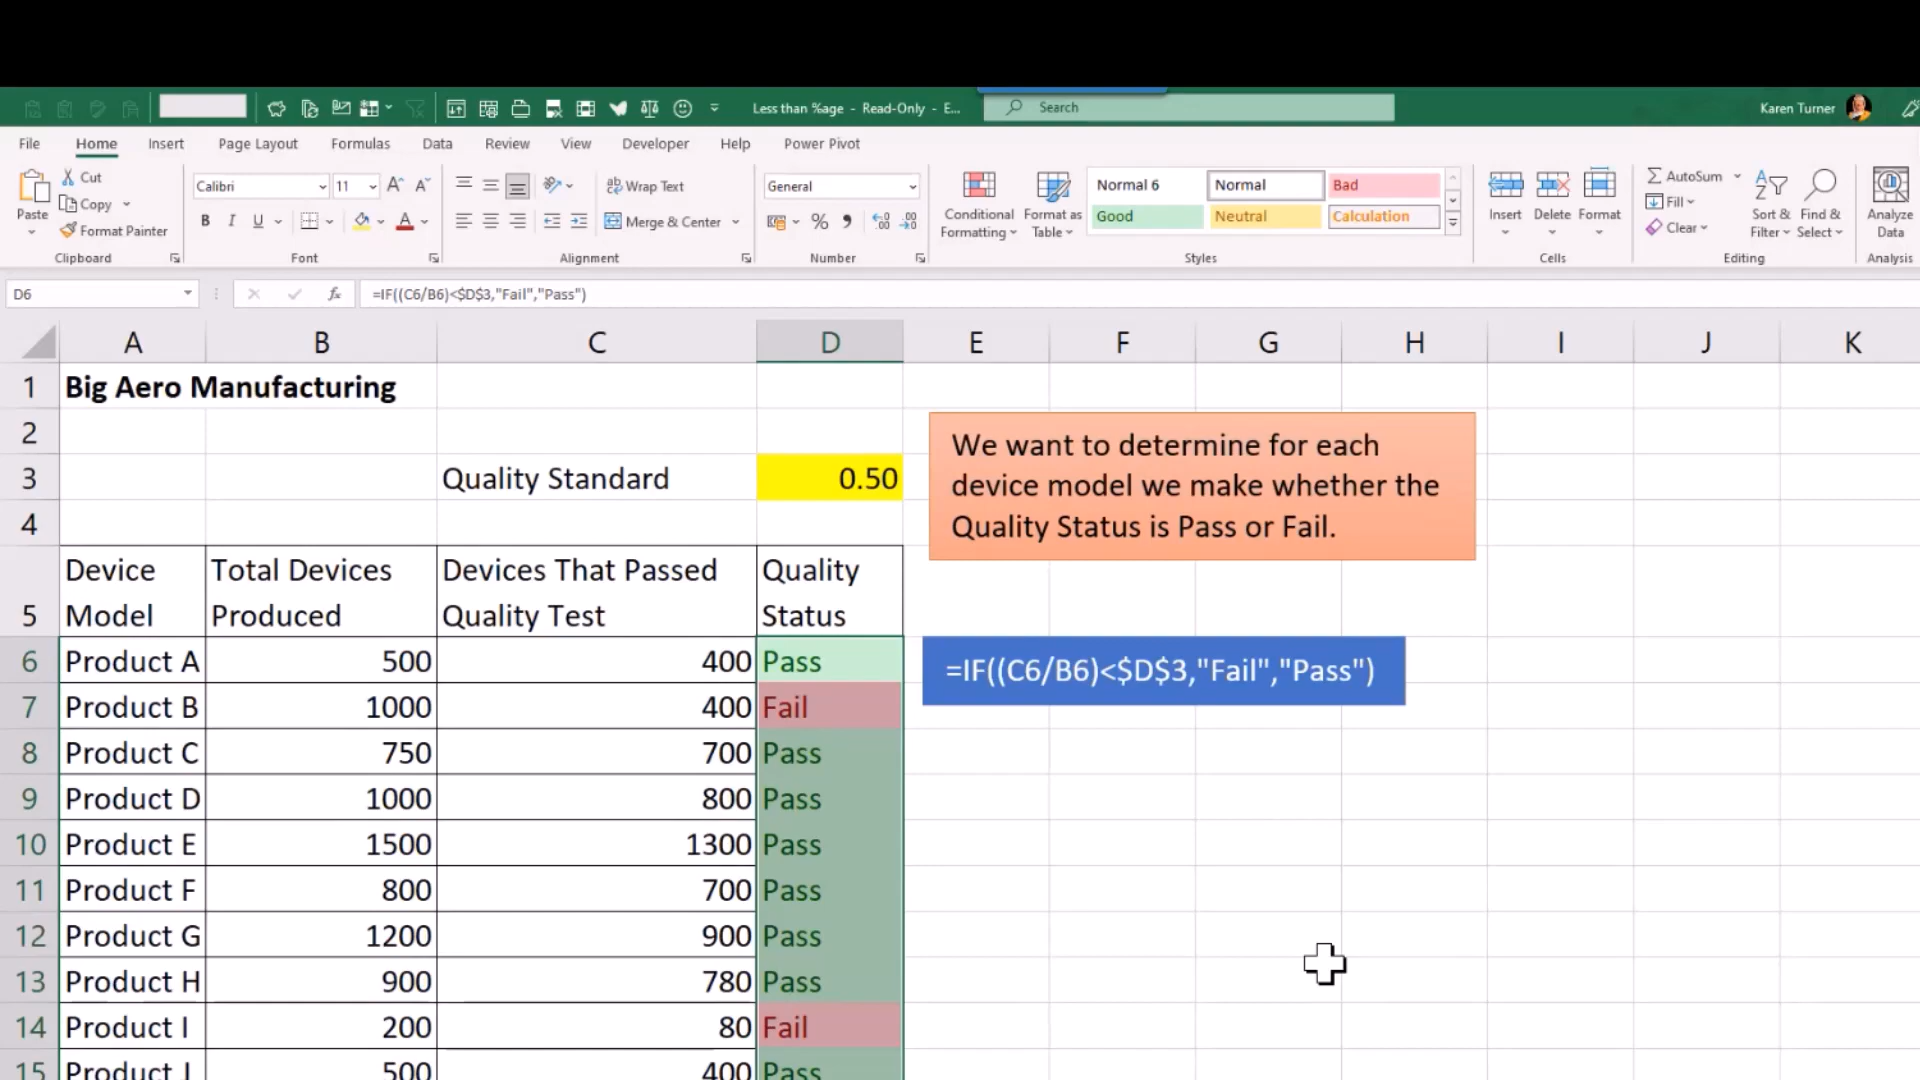 Less than %age - Read-Only - E...
Search
Karen Turner
File Home Insert Page Layout Formulas Data Review View Developer Help Power Pivot
Paste
Cut
Copy
Format Painter
Clipboard
Calibri 11
B I U
Font
Wrap Text
Merge & Center
Alignment
General
%
Number
Conditional Formatting
Format as Table
Normal 6 Normal Bad
Good Neutral Calculation
Styles
Insert Delete Format
Cells
AutoSum
Fill
Clear
Sort & Filter
Find & Select
Editing
Analyze Data
Analysis
D6 fx =IF((C6/B6)<$D$3,"Fail","Pass")
A B C D E F G H I J K
1 Big Aero Manufacturing
2
3 Quality Standard 0.50
4
We want to determine for each
device model we make whether the
Quality Status is Pass or Fail.
Device Total Devices Devices That Passed Quality
5 Model Produced Quality Test Status
6 Product A 500 400 Pass
=IF((C6/B6)<$D$3,"Fail","Pass")
7 Product B 1000 400 Fail
8 Product C 750 700 Pass
9 Product D 1000 800 Pass
10 Product E 1500 1300 Pass
11 Product F 800 700 Pass
12 Product G 1200 900 Pass
13 Product H 900 780 Pass
14 Product I 200 80 Fail
15 Product J 500 400 Pass